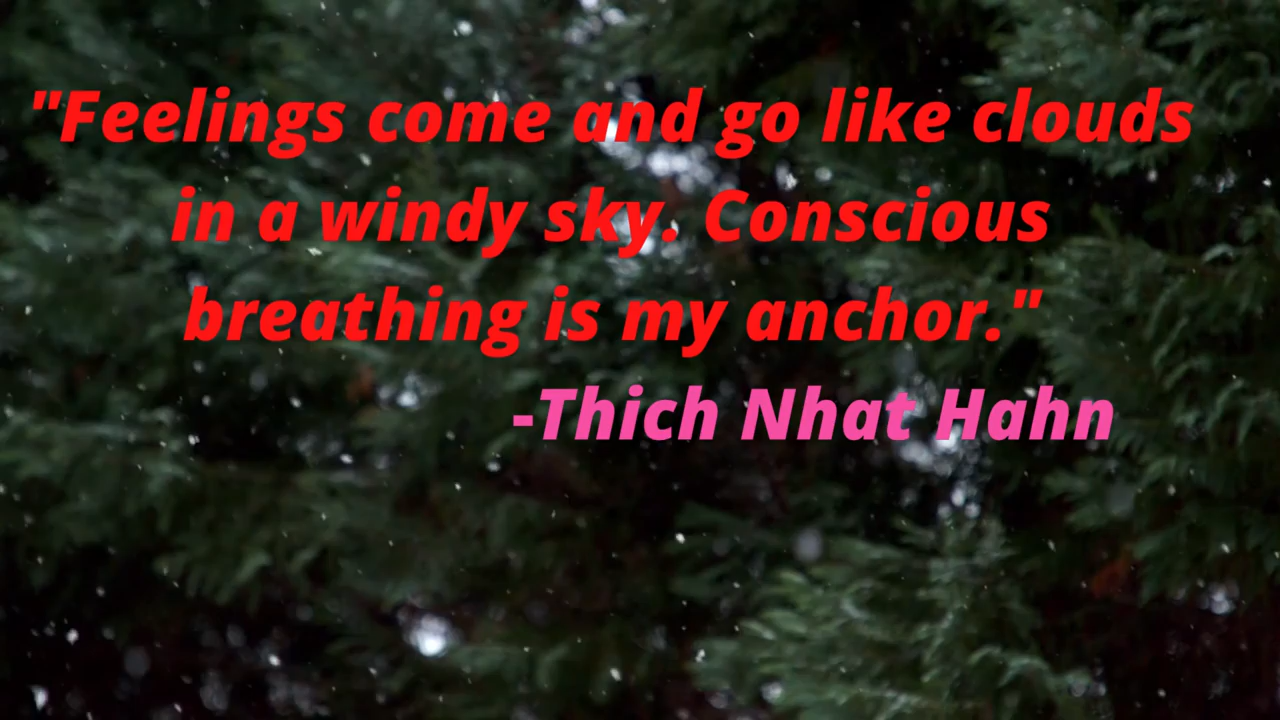 "Feelings come and go like clouds
in a windy sky. Conscious
breathing is my anchor."
-Thich Nhat Hahn